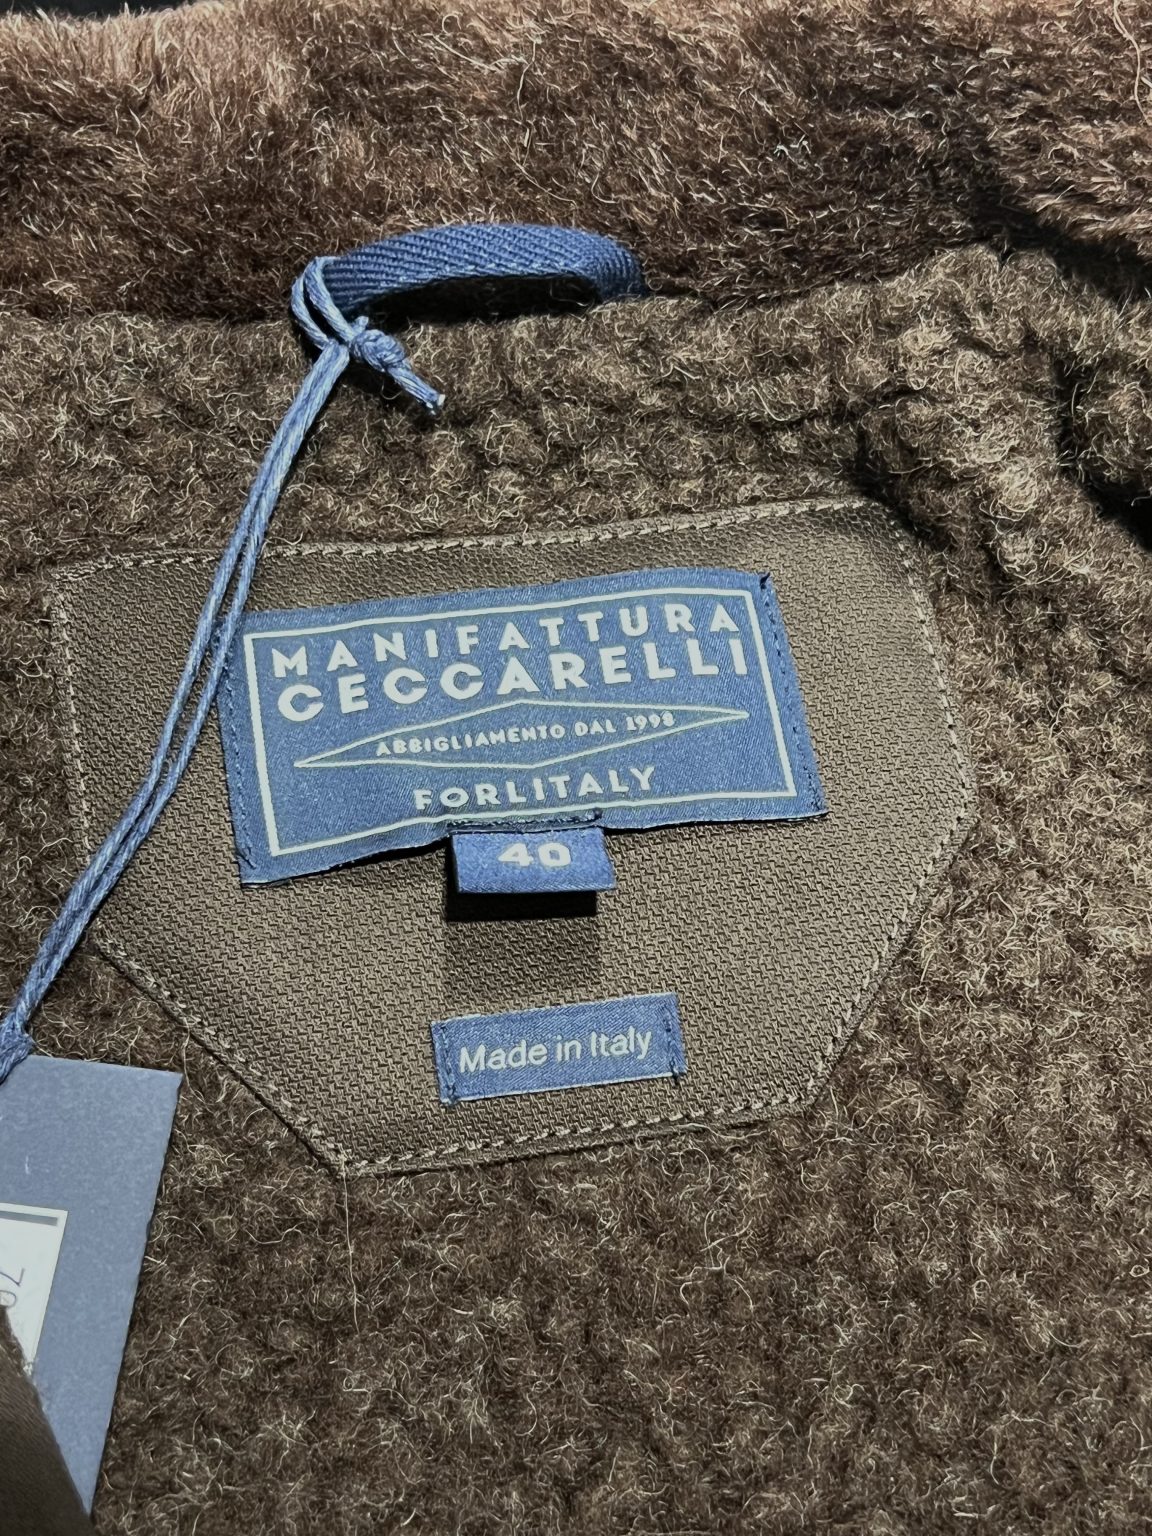 MANIFATTURA
CECCARELLI
ABBIGLIAMENTO DAL 1998
FORLITALY
40
Made in Italy